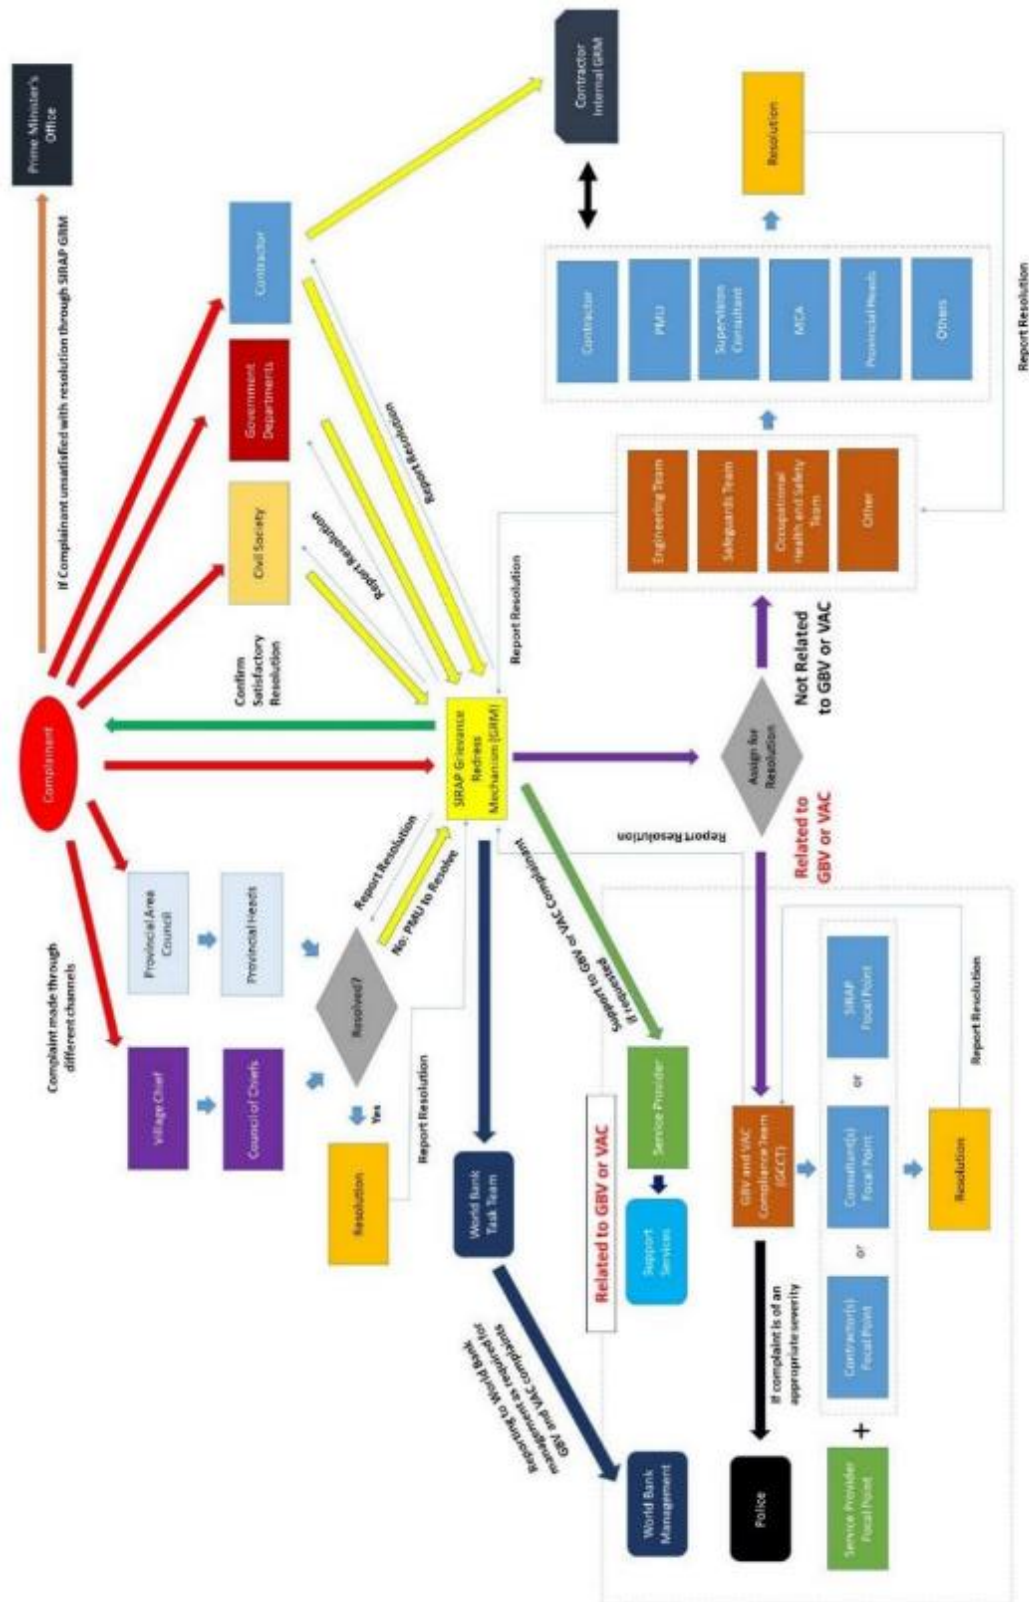 Complaint made through
different channels
Complainant
If Complainant unsatisfied with resolution through SIRAP GRM
Prime Minister's
Office
Village Chief
Provincial Area
Council
Council of Chiefs
Provincial Heads
Civil Society
Government
Departments
Contractor
Confirm
Satisfactory
Resolution
Resolved?
Yes
Resolution
Report Resolution
No: PMU to Resolve
Report Resolution
Report Resolution
Report Resolution
SIRAP Grievance
Redress
Mechanism (GRM)
World Bank
Task Team
Reporting to World Bank
management as required for
GBV and VAC complaints
Support to GBV or VAC Complainant
if requested
Report Resolution
Contractor
Internal GRM
Related to GBV or VAC
World Bank
Management
Support
Services
Service Provider
Report Resolution
Assign for
Resolution
Related to
GBV or VAC
Not Related
to GBV or VAC
Engineering Team
Safeguards Team
Occupational
Health and Safety
Team
Other
Contractor
PMU
Supervision
Consultant
MCA
Provincial Heads
Others
Resolution
Report Resolution
Police
If complaint is of an
appropriate severity
GBV and VAC
Compliance Team
(GCCT)
Service Provider
Focal Point
+
Contractor(s)
Focal Point
or
Consultant(s)
Focal Point
or
SIRAP
Focal Point
Resolution
Report Resolution